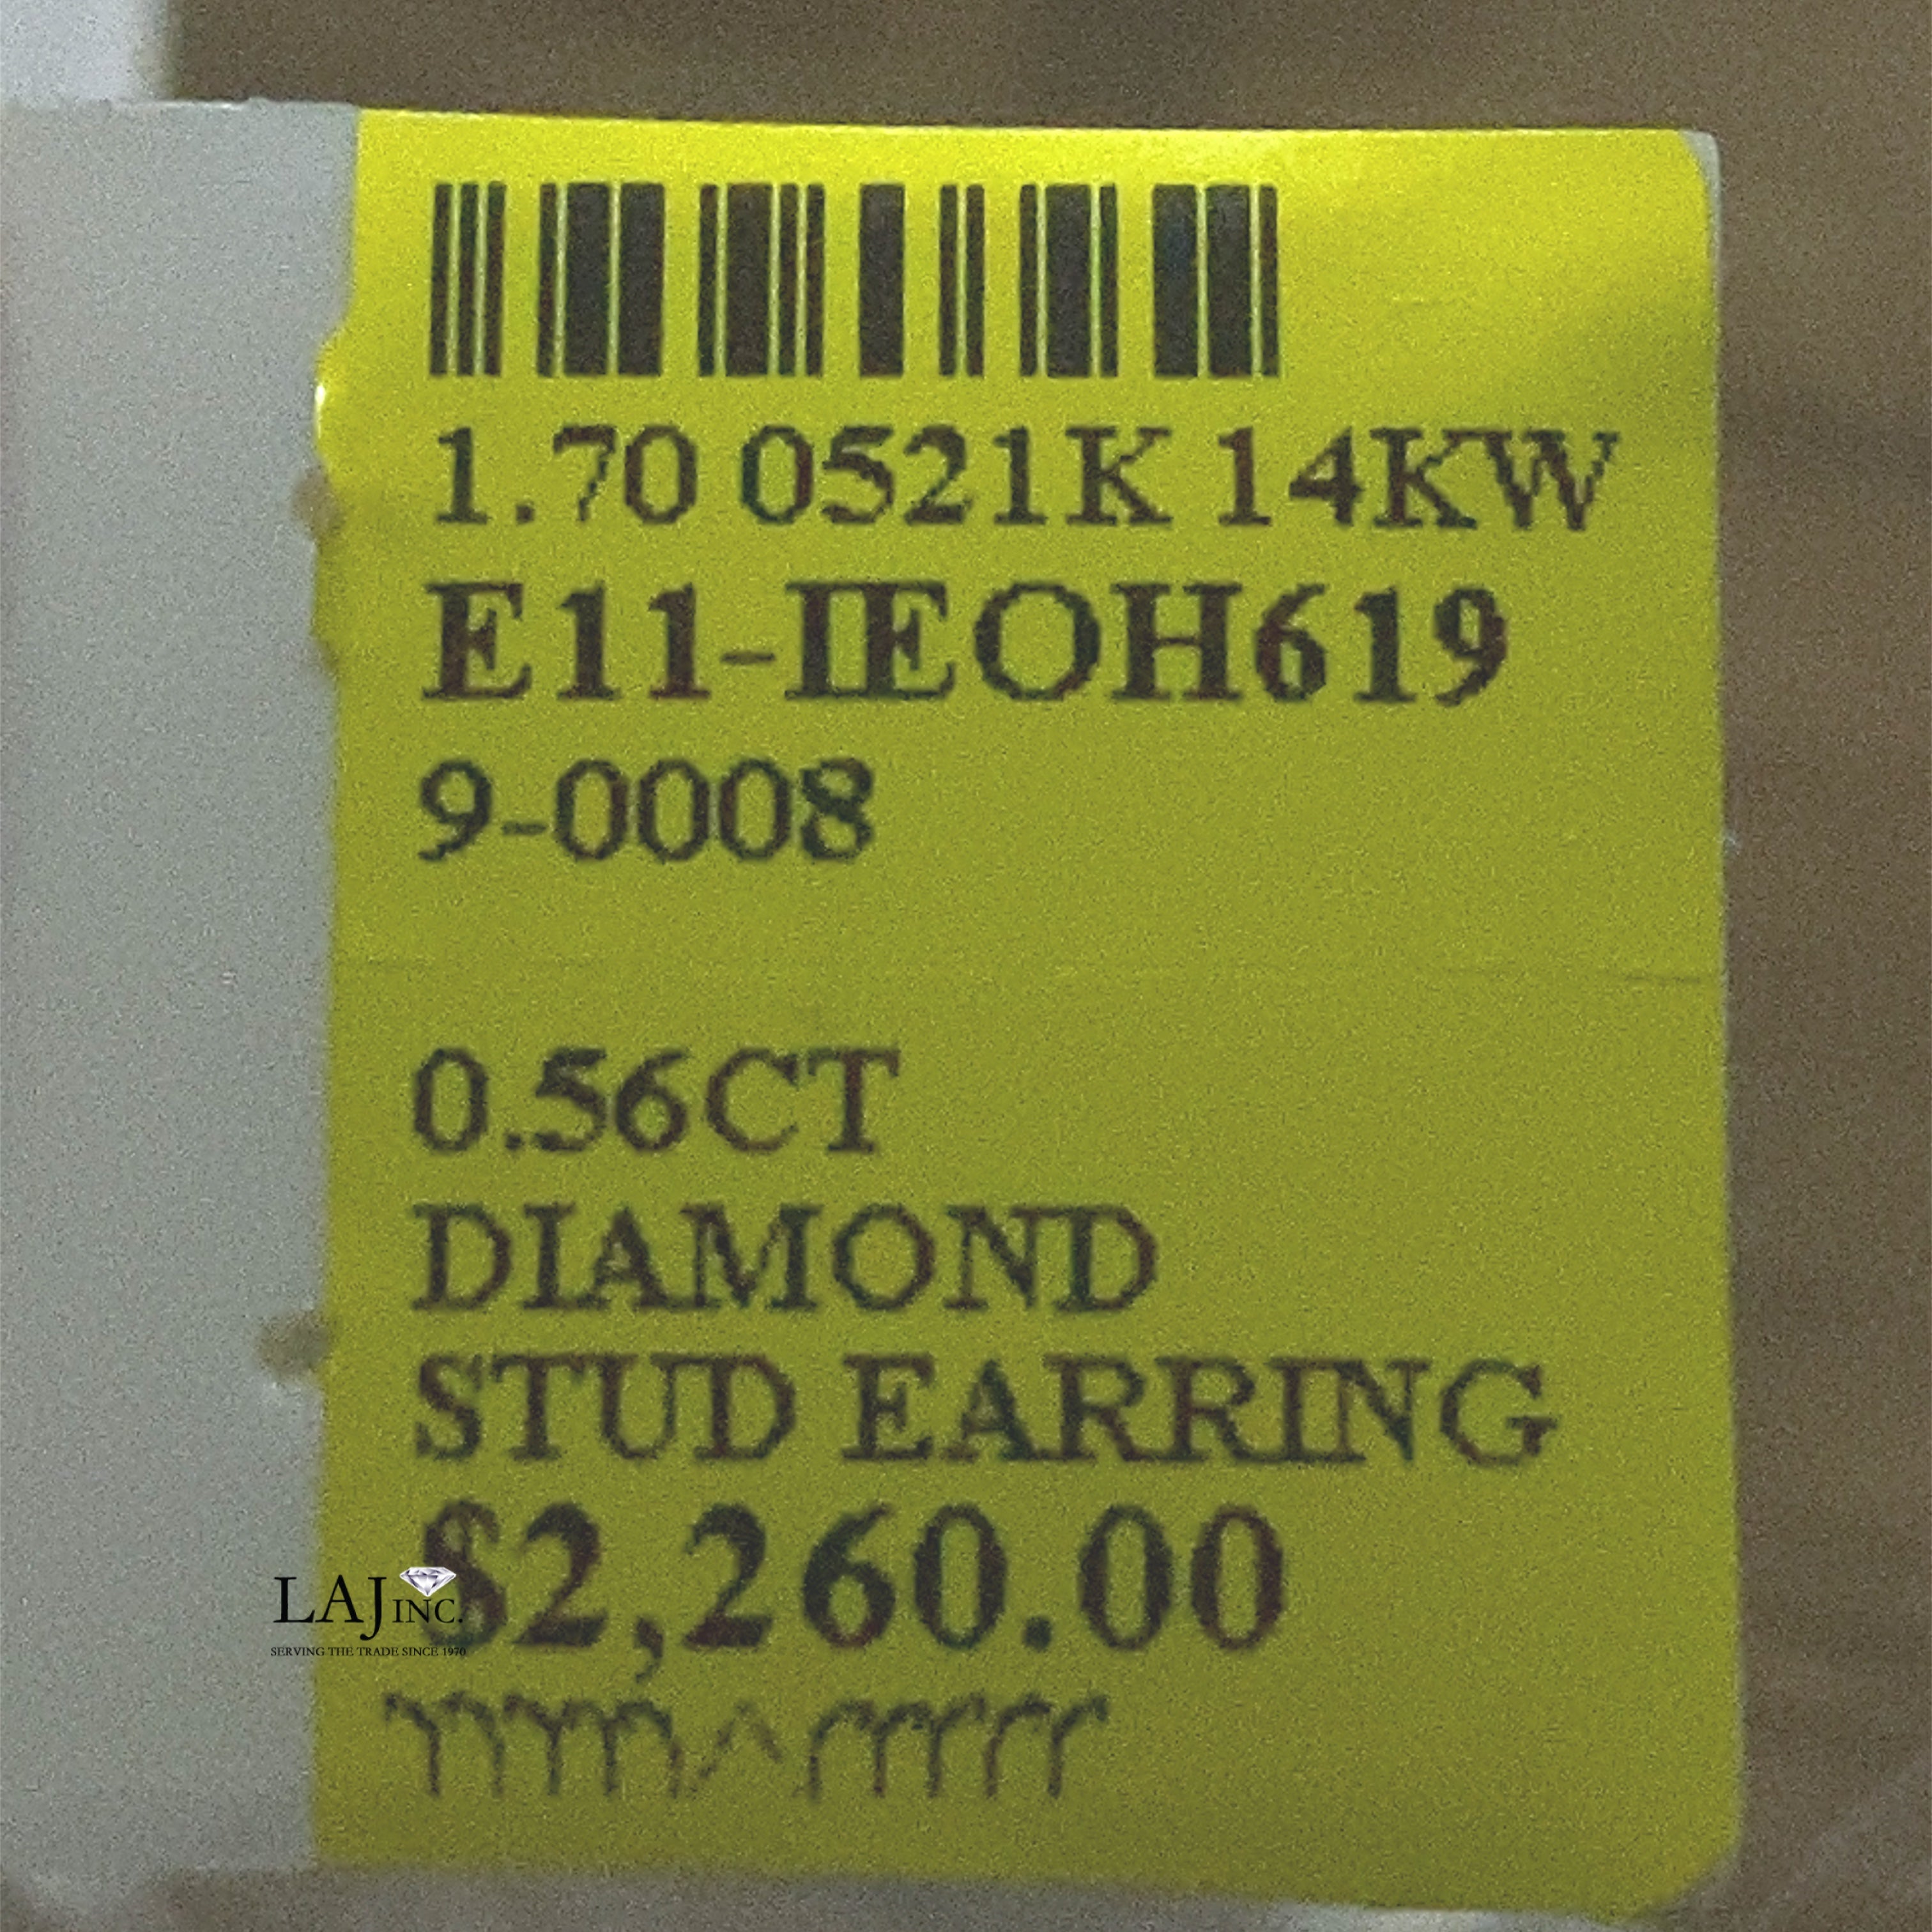 1.70 0521K 14KW
E11-IEOH619
9-0008
0.56CT
DIAMOND
STUD EARRING
$2,260.00
LAJ INC.
SERVING THE TRADE SINCE 1970